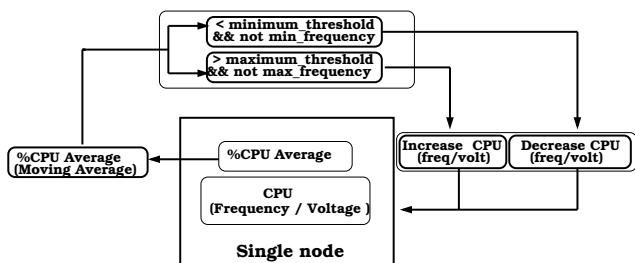 < minimum_threshold
&& not min_frequency
> maximum_threshold
&& not max_frequency
%CPU Average
(Moving Average)
%CPU Average
CPU
(Frequency / Voltage )
Single node
Increase CPU
(freq/volt)
Decrease CPU
(freq/volt)